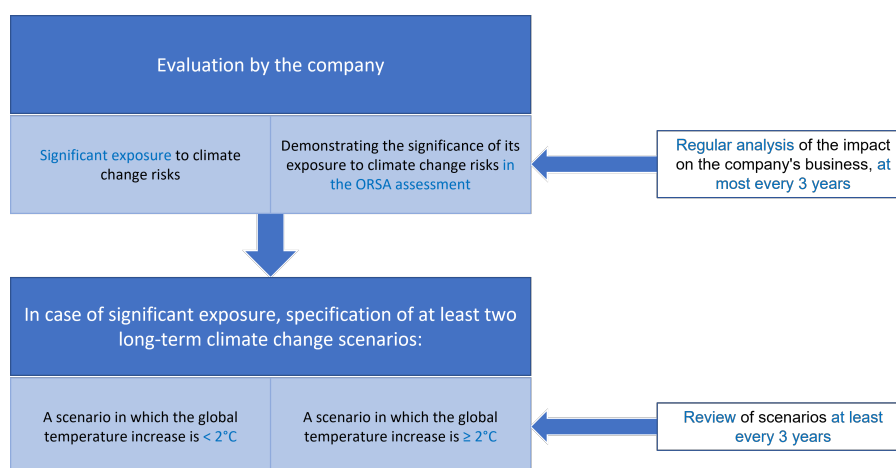 Evaluation by the company
Significant exposure to climate
change risks
Demonstrating the significance of its
exposure to climate change risks in
the ORSA assessment
Regular analysis of the impact
on the company's business, at
most every 3 years
In case of significant exposure, specification of at least two
long-term climate change scenarios:
A scenario in which the global
temperature increase is < 2°C
A scenario in which the global
temperature increase is ≥ 2°C
Review of scenarios at least
every 3 years